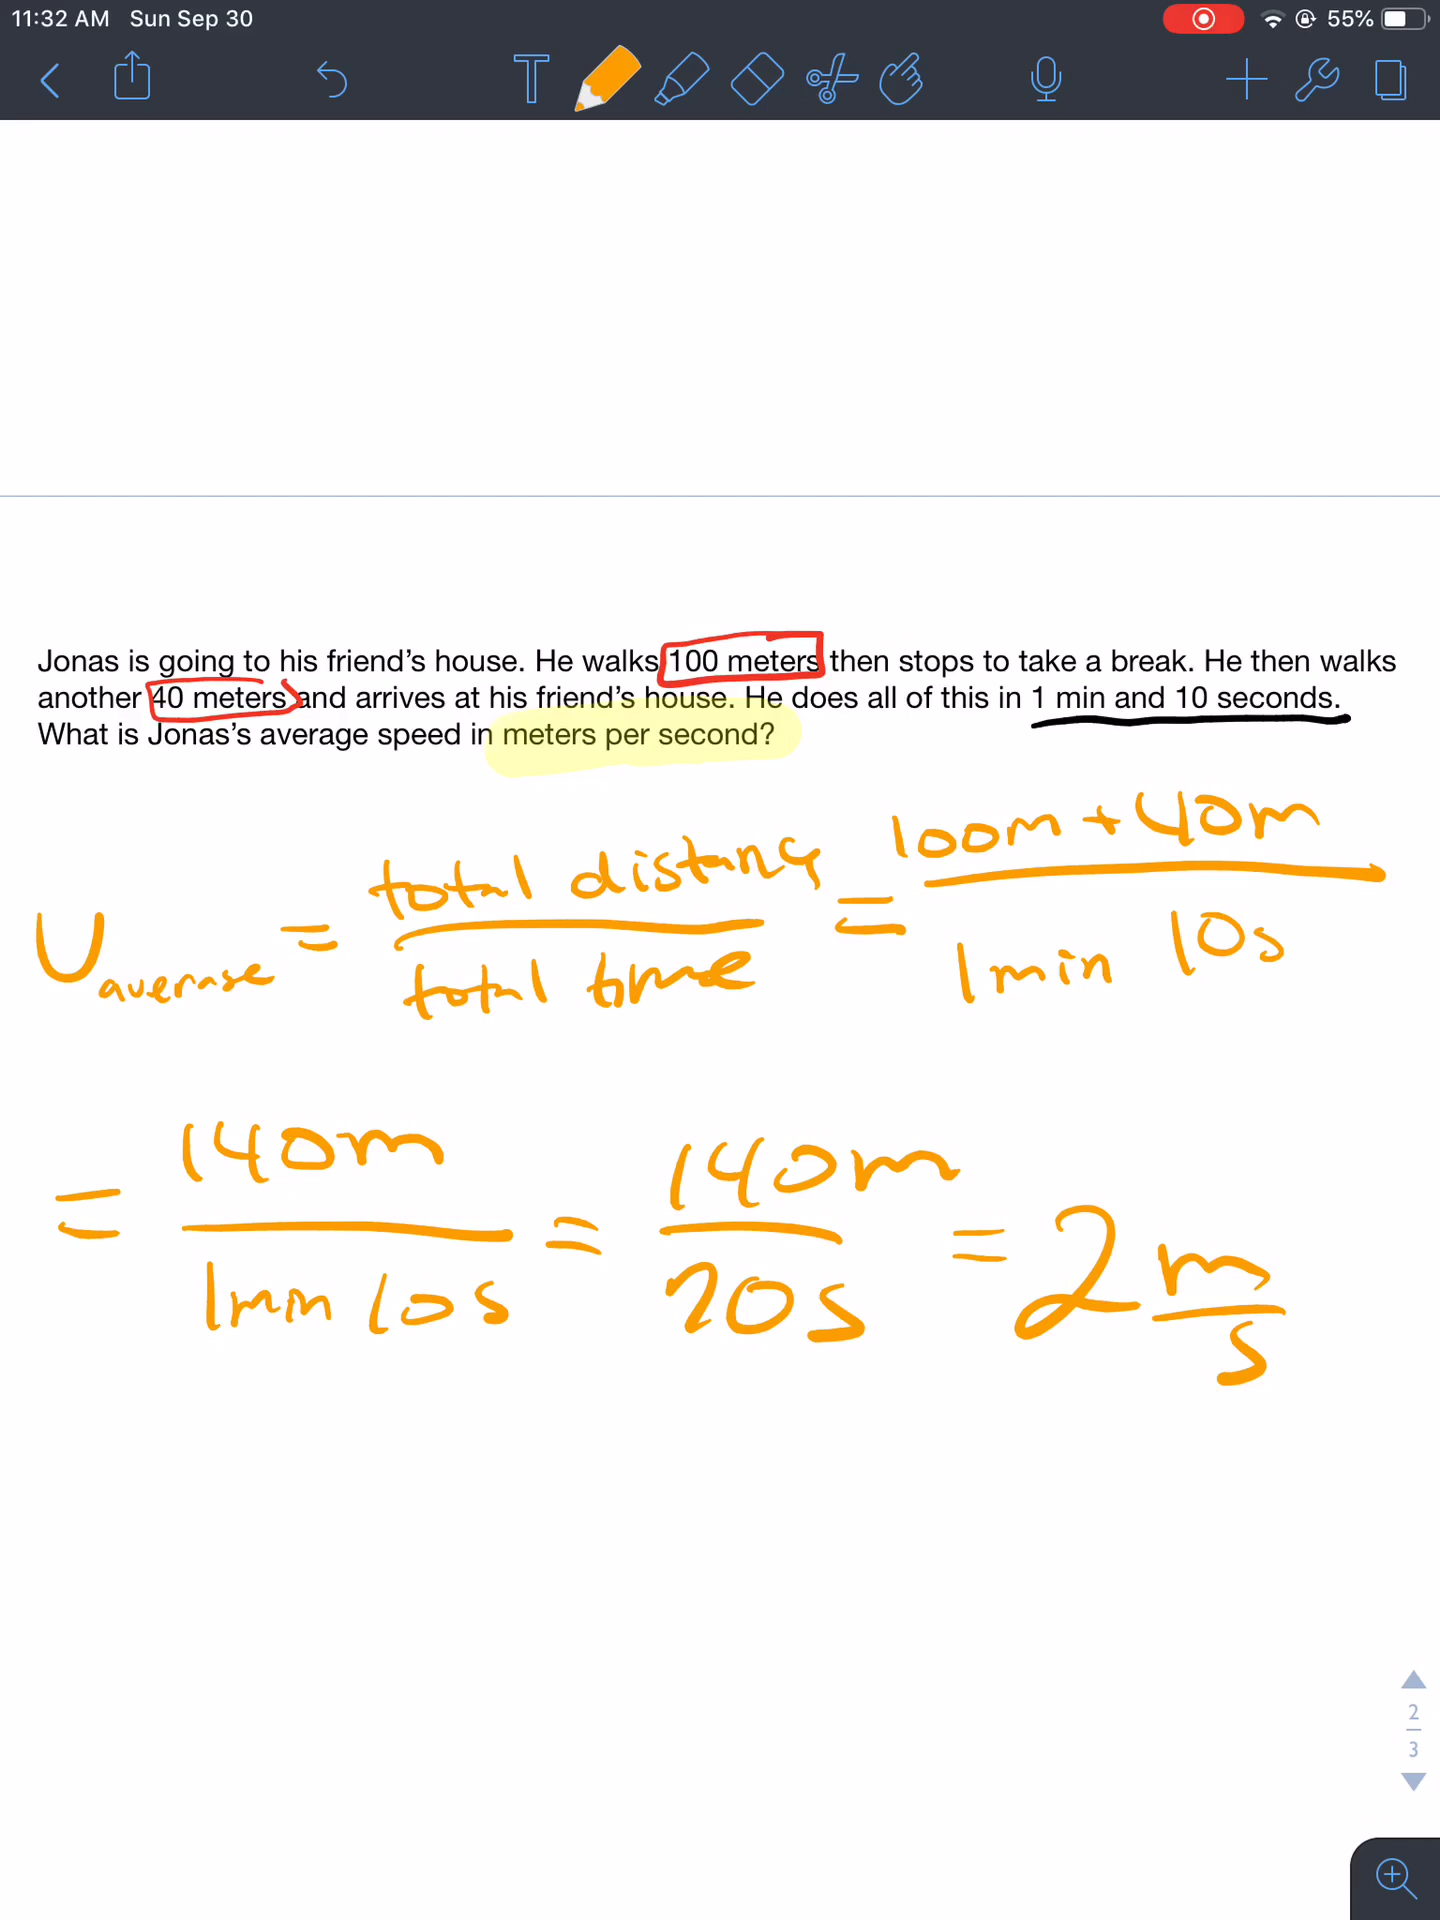 11:32 AM Sun Sep 30 55%
T
Jonas is going to his friend’s house. He walks 100 meters then stops to take a break. He then walks
another 40 meters and arrives at his friend’s house. He does all of this in 1 min and 10 seconds.
What is Jonas’s average speed in meters per second?
U average = total distance / total time = 100m + 40m / 1min 10s
= 140m / 1min 10s = 140m / 70s = 2 m/s
2
3